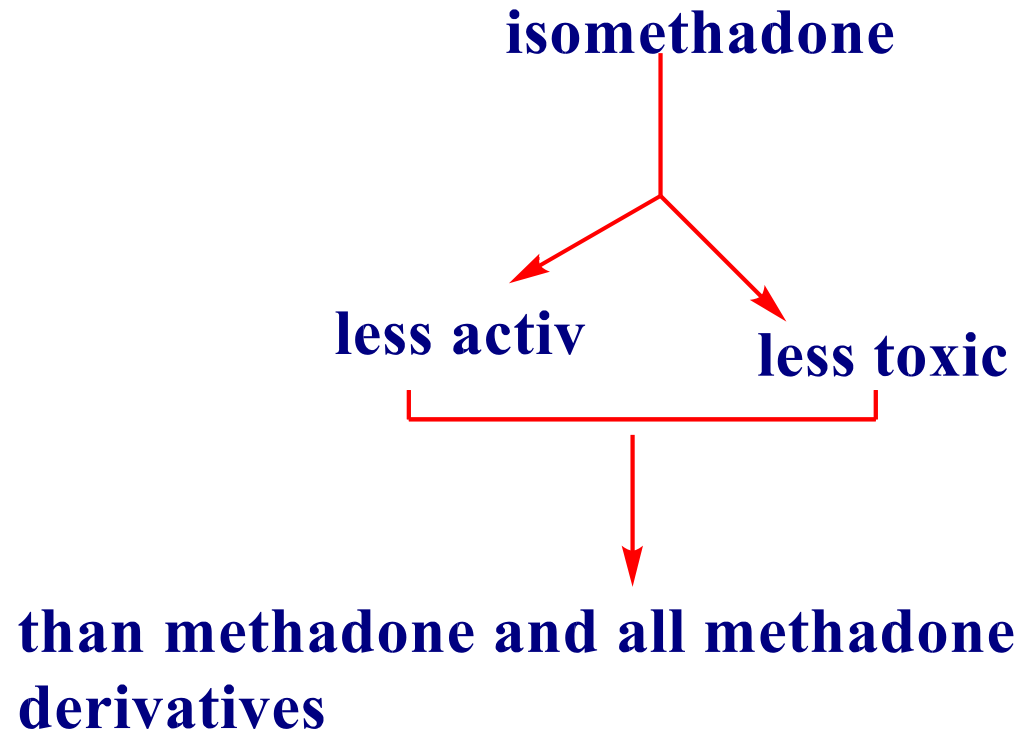 isomethadone
less activ
less toxic
than methadone and all methadone
derivatives